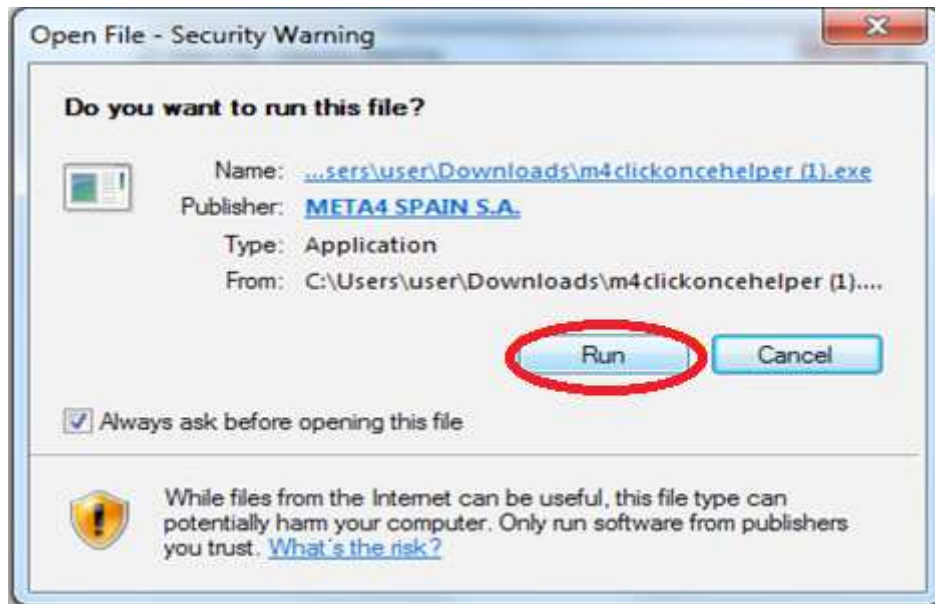 Open File - Security Warning
Do you want to run this file?
Name: ...sers\user\Downloads\m4clickoncehelper (1).exe
Publisher: META4 SPAIN S.A.
Type: Application
From: C:\Users\user\Downloads\m4clickoncehelper (1)....
Run Cancel
Always ask before opening this file
While files from the Internet can be useful, this file type can
potentially harm your computer. Only run software from publishers
you trust. What's the risk?